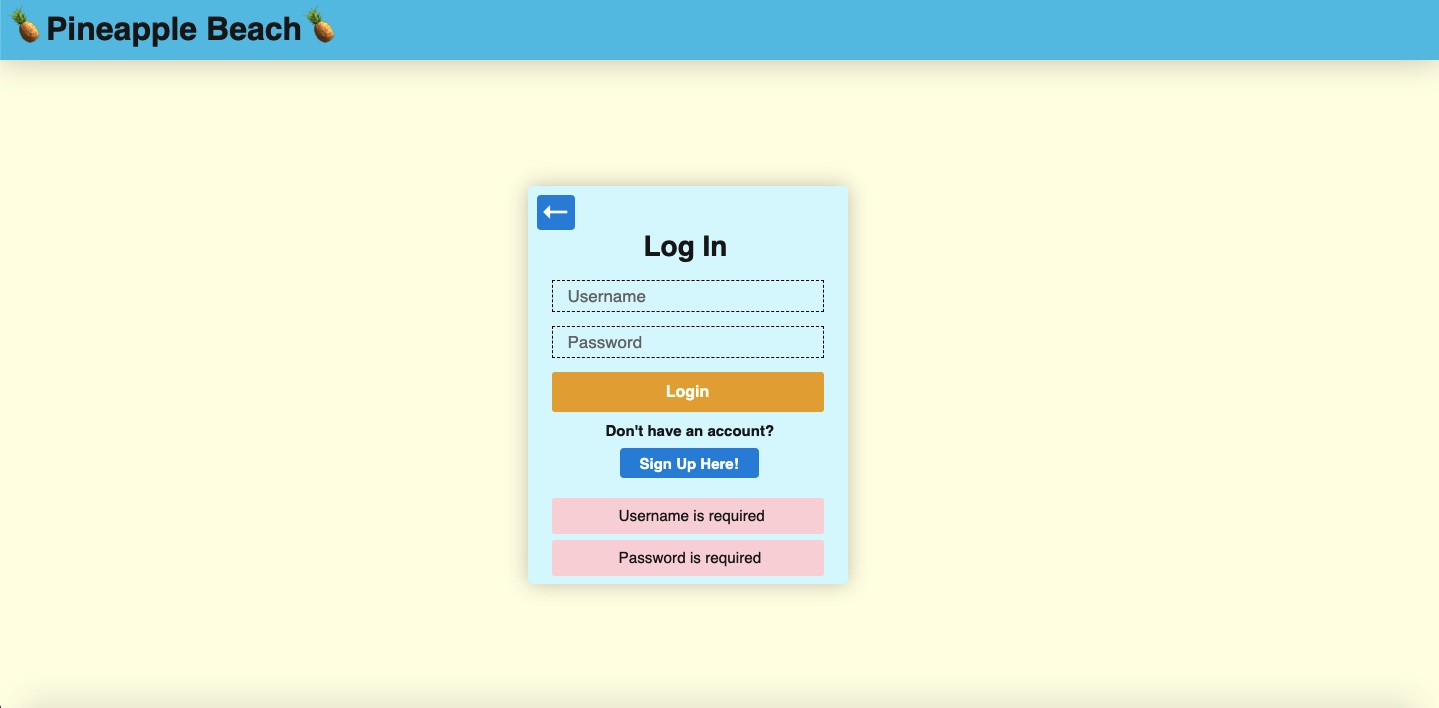 🍍Pineapple Beach🍍
Log In
Username
Password
Login
Don't have an account?
Sign Up Here!
Username is required
Password is required